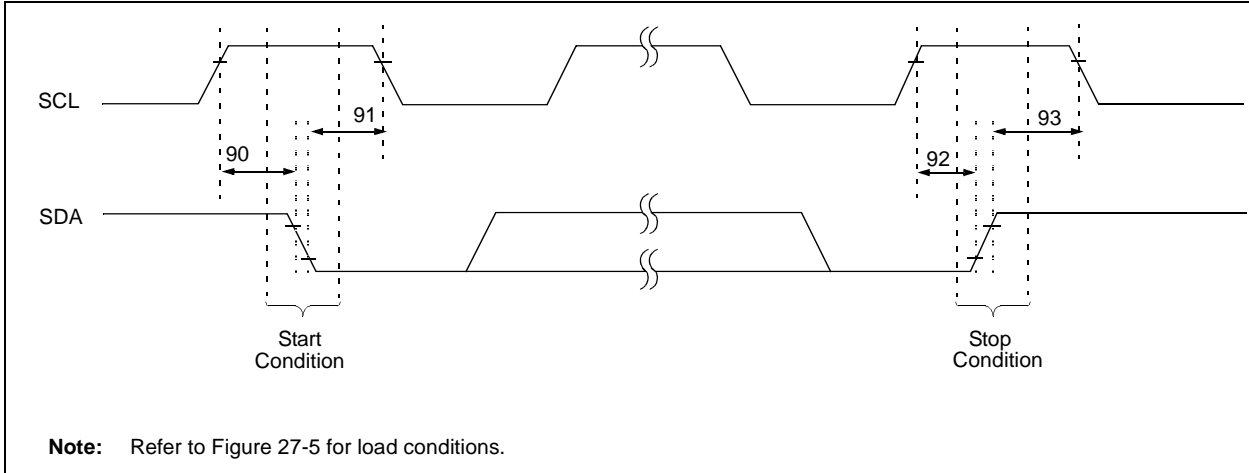 SCL
91
93
90
92
SDA
Start
Condition
Stop
Condition
Note: Refer to Figure 27-5 for load conditions.